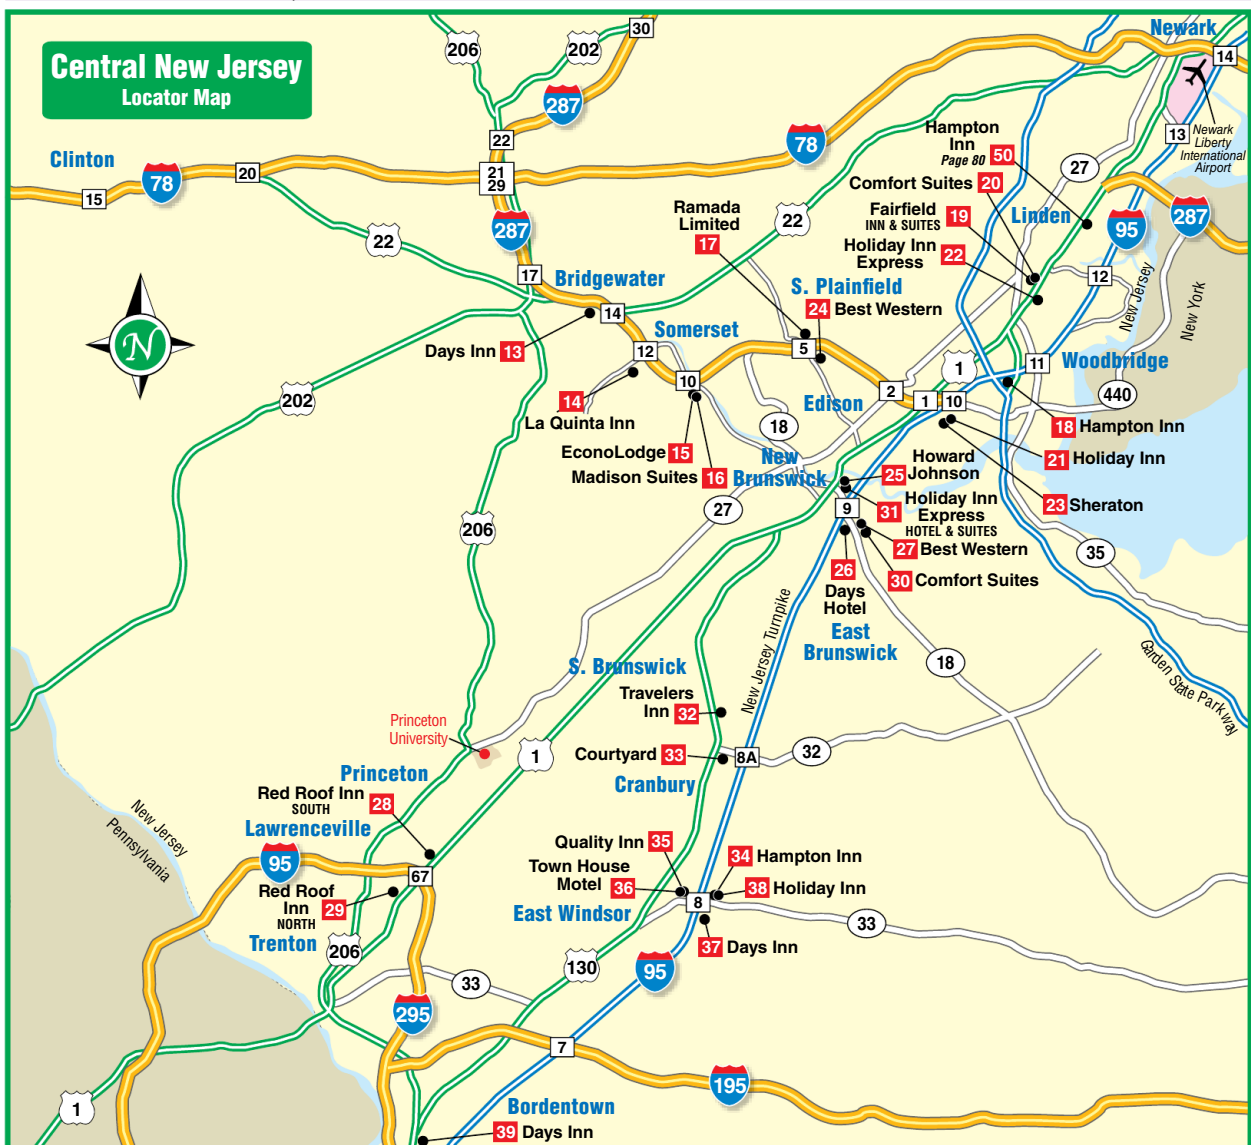 Central New Jersey
Locator Map
206
202
30
287
22
Newark
14
13
Newark
Liberty
International
Airport
Clinton
78
15
20
21
29
78
Hampton
Inn
Page 80
50
27
Comfort Suites 20
Fairfield
INN & SUITES
19
Linden
95
287
Holiday Inn
Express
22
Ramada
Limited
17
22
22
287
17
Bridgewater
12
New Jersey
New York
S. Plainfield
24 Best Western
14
Somerset
Days Inn 13
12
5
1
11
Woodbridge
10
2
1
10
440
202
14
La Quinta Inn
Edison
18
18 Hampton Inn
EconoLodge 15
Madison Suites 16
New
Brunswick
Howard
Johnson
25
21 Holiday Inn
27
9
31
Holiday Inn
Express
HOTEL & SUITES
23 Sheraton
206
27 Best Western
35
26
Days
Hotel
30 Comfort Suites
East
Brunswick
New Jersey Turnpike
18
Garden State Parkway
S. Brunswick
Travelers
Inn 32
Princeton
University
1
Courtyard 33
8A
32
Princeton
Cranbury
Red Roof Inn
SOUTH
28
New Jersey
Pennsylvania
Lawrenceville
95
67
Quality Inn 35
34 Hampton Inn
Town House
Motel 36
38 Holiday Inn
Red Roof
Inn
NORTH
29
8
East Windsor
33
Trenton
206
37 Days Inn
130
95
33
295
7
195
1
Bordentown
39 Days Inn